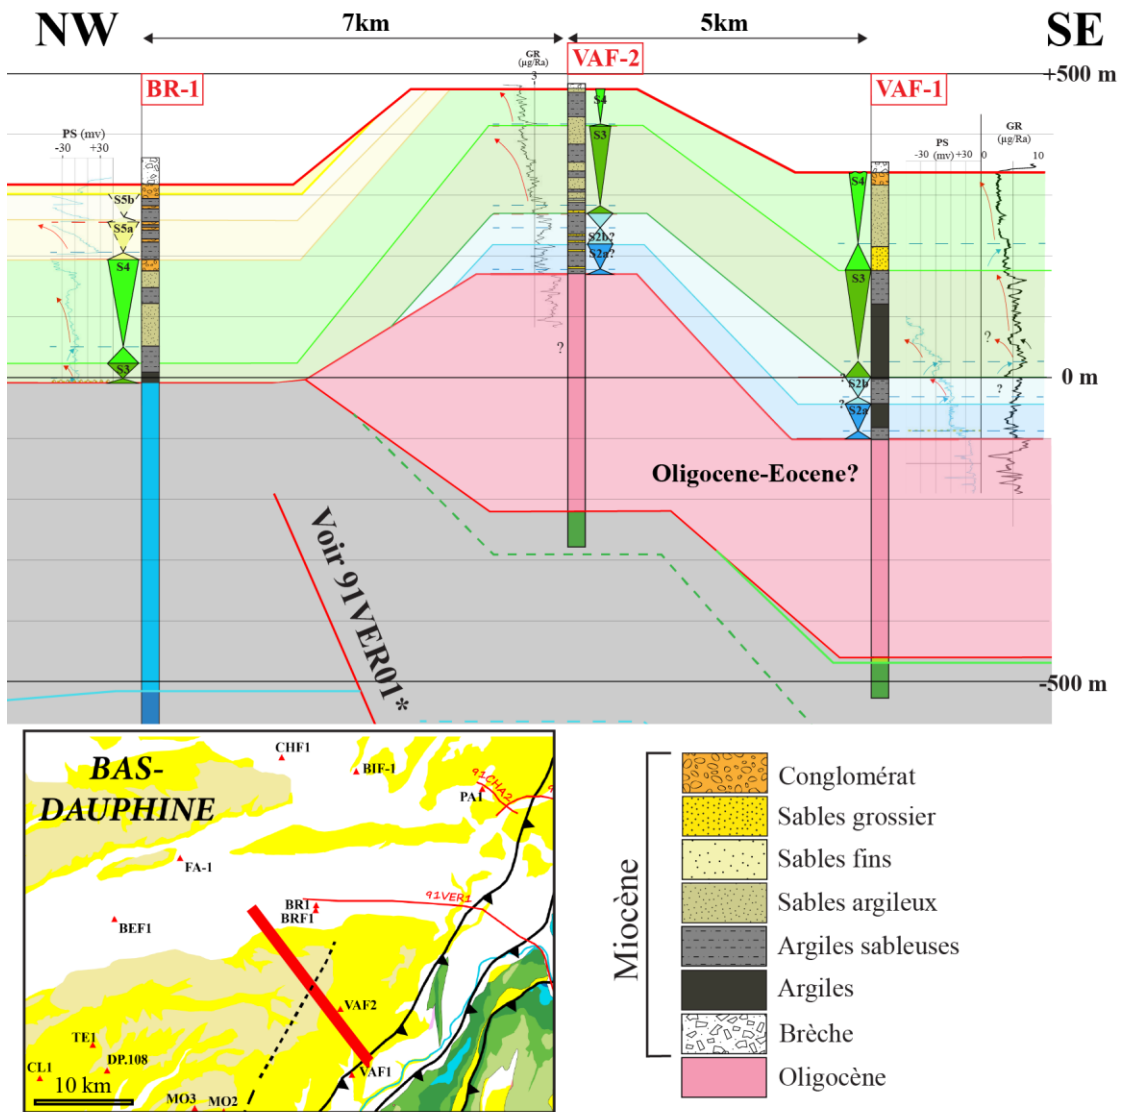 NW
7km
5km
SE
BR-1
VAF-2
VAF-1
+500 m
GR
(µg/Ra)
3
PS (mv)
-30 +30
PS
(mv)
-30 +30
GR
(µg/Ra)
0 10
S5b
S5a
S4
S3
S4
S3
S2b?
S2a?
S4
S3
?
S2b
?
S2a
?
?
?
0 m
Oligocene-Eocene?
Voir 91VER01*
-500 m
BAS-
DAUPHINE
CHF1
BIF-1
91CHA2
PA1
9
FA-1
91VER1
BR1
BRF1
BEF1
VAF2
TE1
DP.108
CL1
VAF1
10 km
MO3
MO2
Miocène
Conglomérat
Sables grossier
Sables fins
Sables argileux
Argiles sableuses
Argiles
Brèche
Oligocène